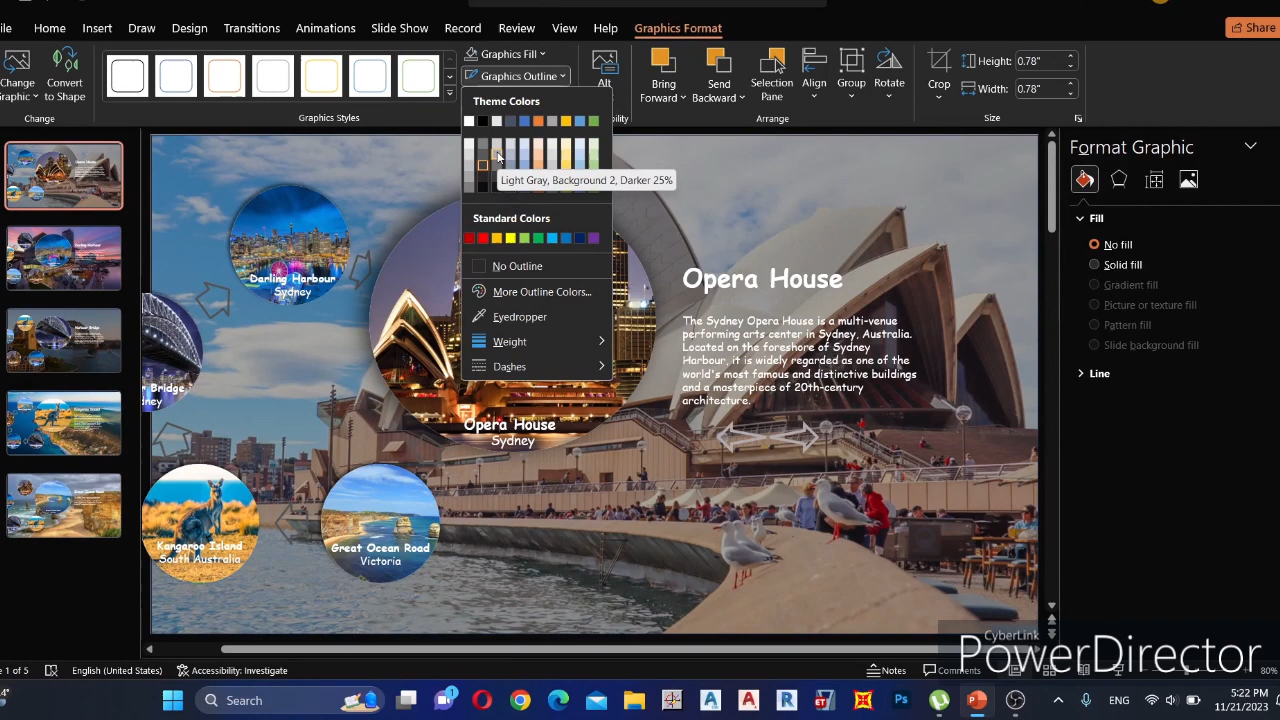 ile Home Insert Draw Design Transitions Animations Slide Show Record Review View Help Graphics Format Share
Change Graphic
Convert to Shape
Change
Graphics Styles
Graphics Fill
Graphics Outline
Alt
Bring Forward
Send Backward
Selection Pane
Align
Group
Rotate
Arrange
Crop
Height: 0.78"
Width: 0.78"
Size
Theme Colors
Light Gray, Background 2, Darker 25%
Standard Colors
No Outline
More Outline Colors...
Eyedropper
Weight
Dashes
Format Graphic
Fill
No fill
Solid fill
Gradient fill
Picture or texture fill
Pattern fill
Slide background fill
Line
Darling Harbour
Sydney
r Bridge
dney
Opera House
Sydney
Kangaroo Island
South Australia
Great Ocean Road
Victoria
Opera House
The Sydney Opera House is a multi-venue
performing arts center in Sydney, Australia.
Located on the foreshore of Sydney
Harbour, it is widely regarded as one of the
world's most famous and distinctive buildings
and a masterpiece of 20th-century
architecture.
CyberLink
PowerDirector
e 1 of 5 English (United States) Accessibility: Investigate Notes Comments 80%
Search
ENG
5:22 PM
11/21/2023